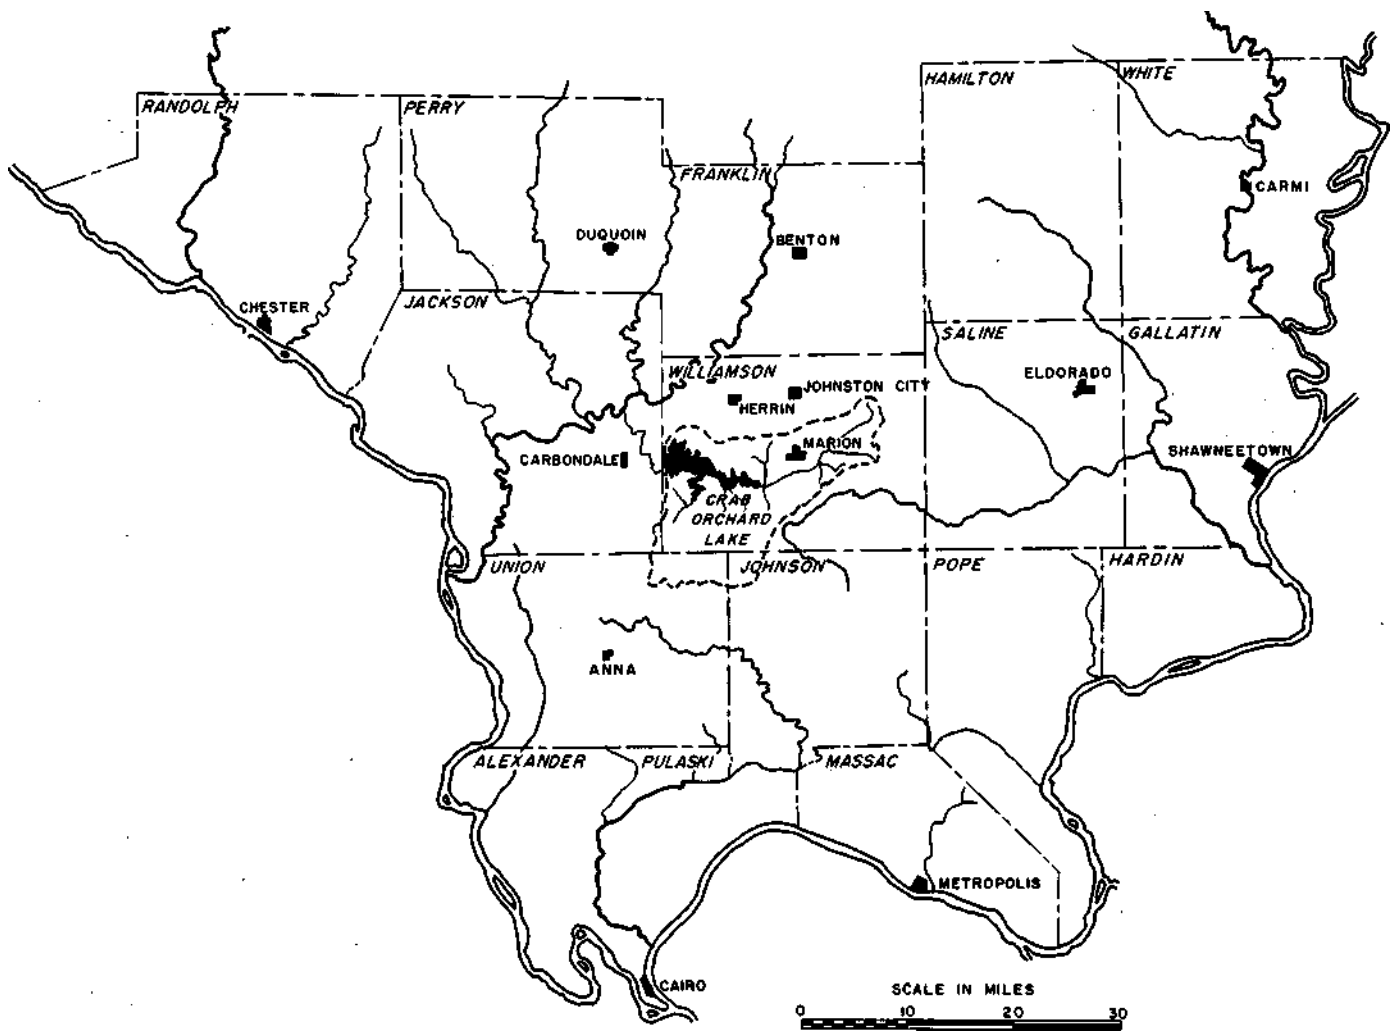 HAMILTON
WHITE
RANDOLPH
PERRY
FRANKLIN
CARMI
DUQUOIN
BENTON
CHESTER
JACKSON
SALINE
GALLATIN
WILLIAMSON
ELDORADO
JOHNSTON CITY
HERRIN
MARION
CARBONDALE
SHAWNEETOWN
CRAB
ORCHARD
LAKE
UNION
JOHNSON
POPE
HARDIN
ANNA
ALEXANDER
PULASKI
MASSAC
METROPOLIS
CAIRO
SCALE IN MILES
0 10 20 30